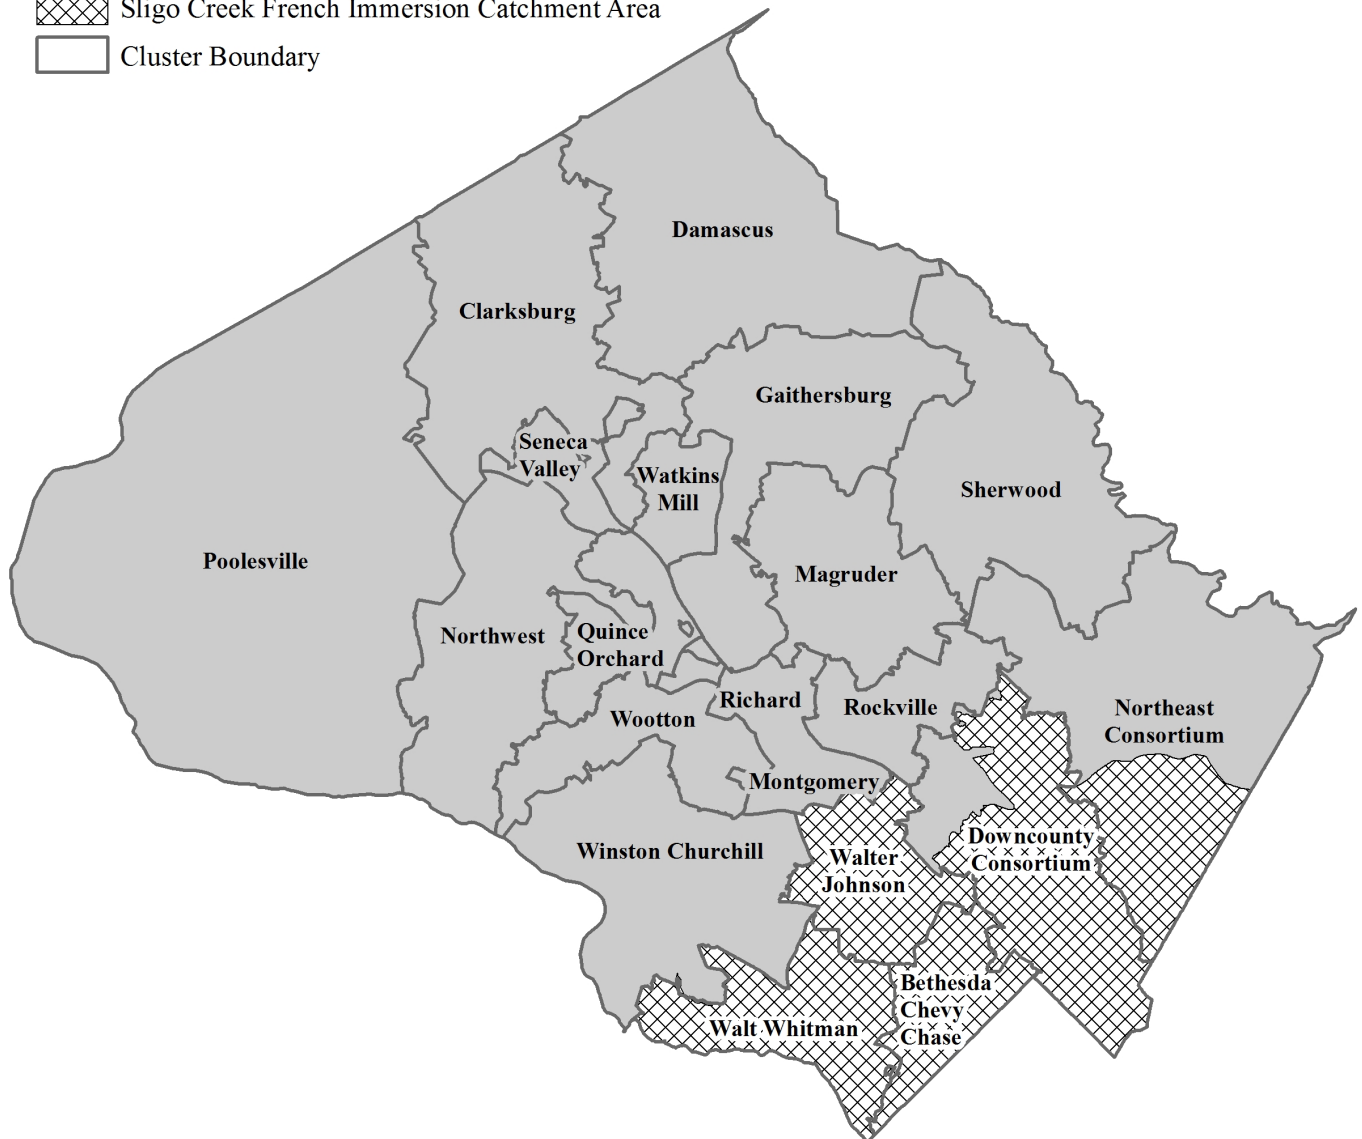 Sligo Creek French Immersion Catchment Area
Cluster Boundary
Damascus
Clarksburg
Gaithersburg
Seneca
Valley
Watkins
Mill
Sherwood
Poolesville
Magruder
Northwest
Quince
Orchard
Richard
Montgomery
Rockville
Wootton
Northeast
Consortium
Winston Churchill
Walter
Johnson
Downcounty
Consortium
Bethesda
Chevy
Chase
Walt Whitman